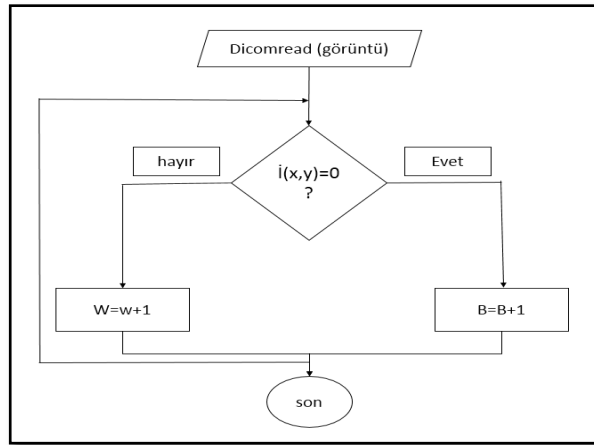 Dicomread (görüntü)
hayır
Evet
İ(x,y)=0
?
W=w+1
B=B+1
son